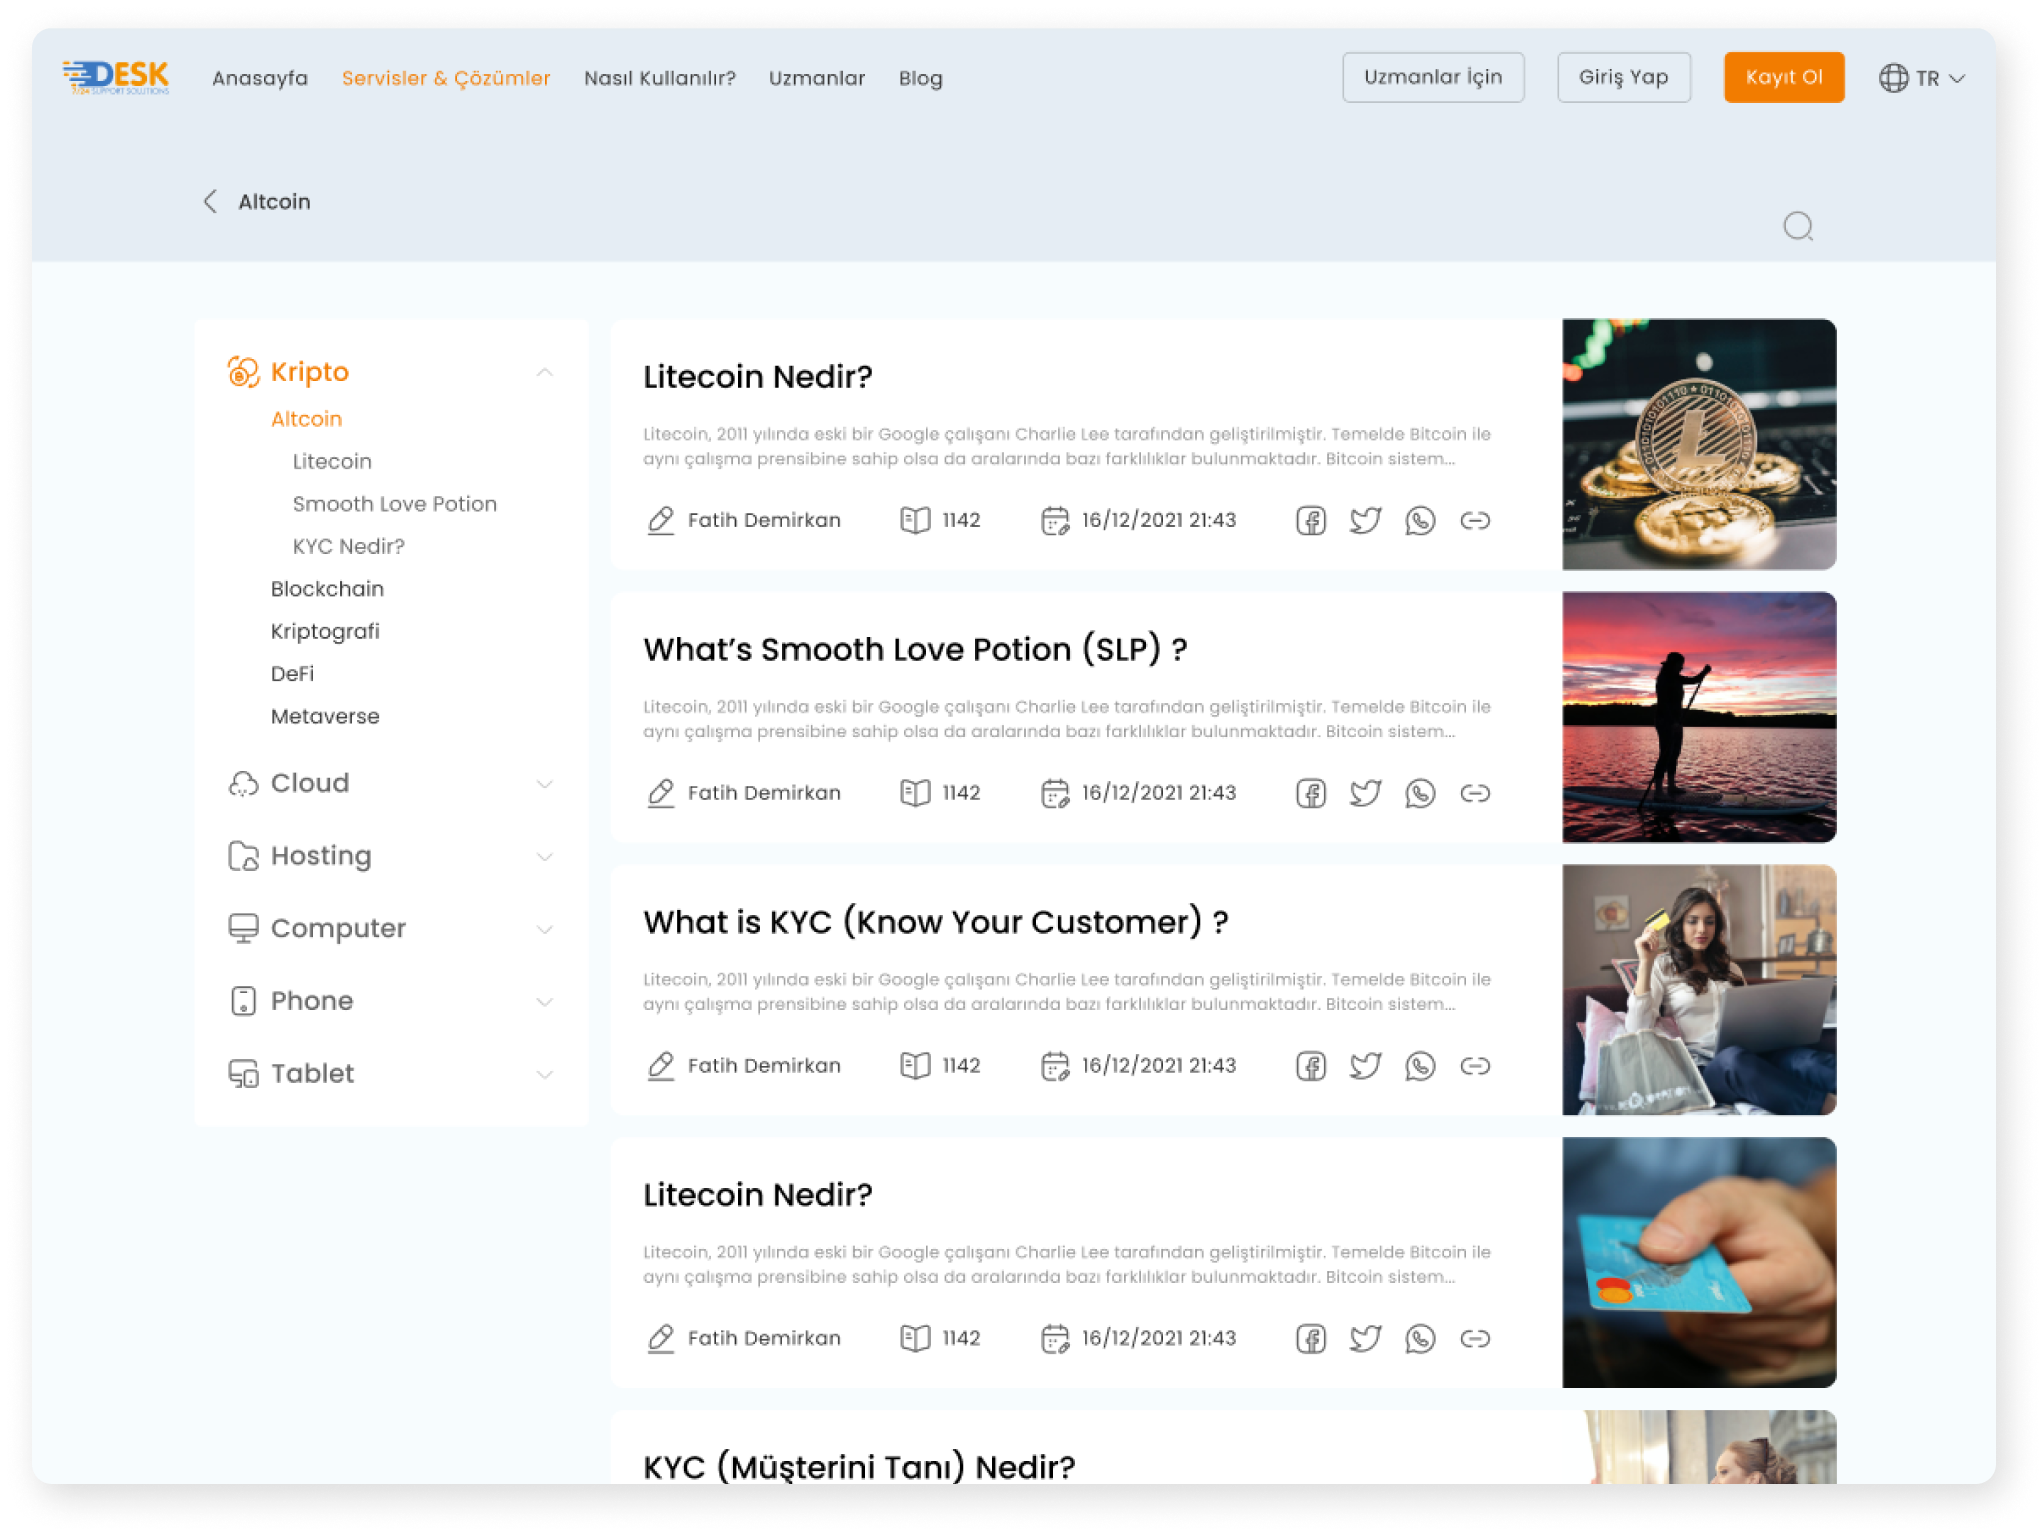 DESK
7/24 SUPPORT SOLUTIONS
Anasayfa
Servisler & Çözümler
Nasıl Kullanılır?
Uzmanlar
Blog
Uzmanlar İçin
Giriş Yap
Kayıt Ol
TR
Altcoin
Kripto
Altcoin
Litecoin
Smooth Love Potion
KYC Nedir?
Blockchain
Kriptografi
DeFi
Metaverse
Cloud
Hosting
Computer
Phone
Tablet
Litecoin Nedir?
Litecoin, 2011 yılında eski bir Google çalışanı Charlie Lee tarafından geliştirilmiştir. Temelde Bitcoin ile
aynı çalışma prensibine sahip olsa da aralarında bazı farklılıklar bulunmaktadır. Bitcoin sistem...
Fatih Demirkan
1142
16/12/2021 21:43
What’s Smooth Love Potion (SLP) ?
Litecoin, 2011 yılında eski bir Google çalışanı Charlie Lee tarafından geliştirilmiştir. Temelde Bitcoin ile
aynı çalışma prensibine sahip olsa da aralarında bazı farklılıklar bulunmaktadır. Bitcoin sistem...
Fatih Demirkan
1142
16/12/2021 21:43
What is KYC (Know Your Customer) ?
Litecoin, 2011 yılında eski bir Google çalışanı Charlie Lee tarafından geliştirilmiştir. Temelde Bitcoin ile
aynı çalışma prensibine sahip olsa da aralarında bazı farklılıklar bulunmaktadır. Bitcoin sistem...
Fatih Demirkan
1142
16/12/2021 21:43
Litecoin Nedir?
Litecoin, 2011 yılında eski bir Google çalışanı Charlie Lee tarafından geliştirilmiştir. Temelde Bitcoin ile
aynı çalışma prensibine sahip olsa da aralarında bazı farklılıklar bulunmaktadır. Bitcoin sistem...
Fatih Demirkan
1142
16/12/2021 21:43
KYC (Müşterini Tanı) Nedir?